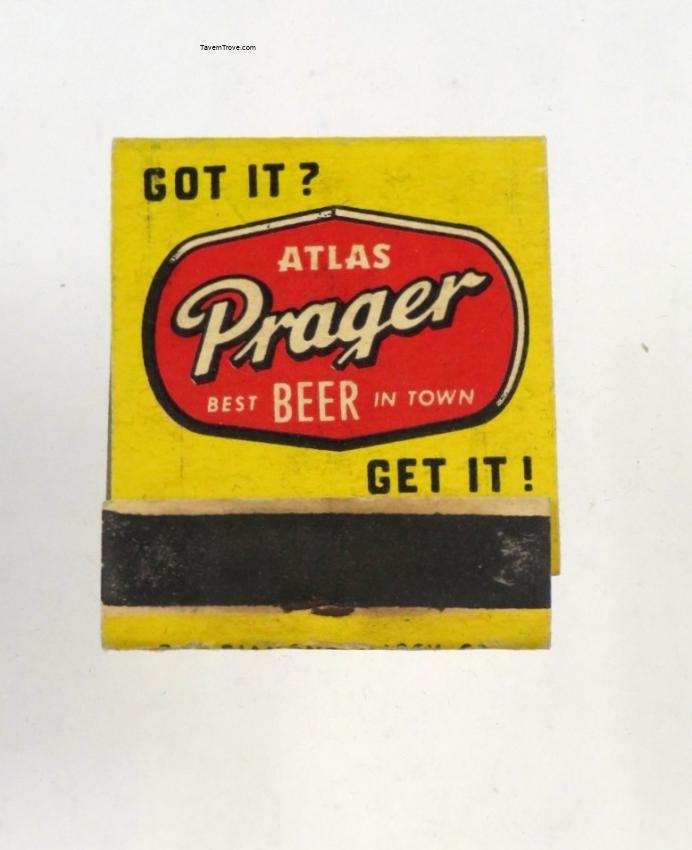 TavernTrove.com
GOT IT?
ATLAS
Prager
BEST BEER IN TOWN
GET IT!